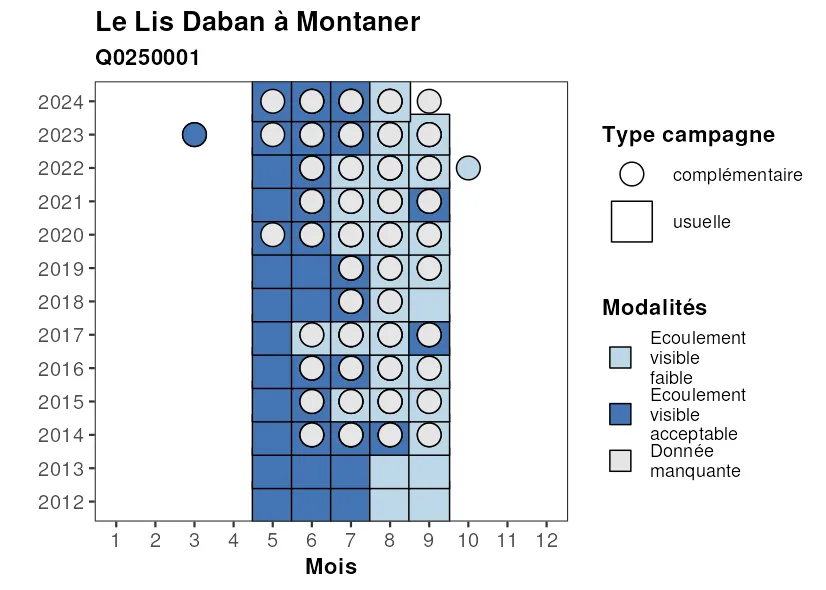 Le Lis Daban à Montaner
Q0250001
2024
2023
2022
2021
2020
2019
2018
2017
2016
2015
2014
2013
2012
1 2 3 4 5 6 7 8 9 10 11 12
Mois
Type campagne
complémentaire
usuelle
Modalités
Ecoulement
visible
faible
Ecoulement
visible
acceptable
Donnée
manquante